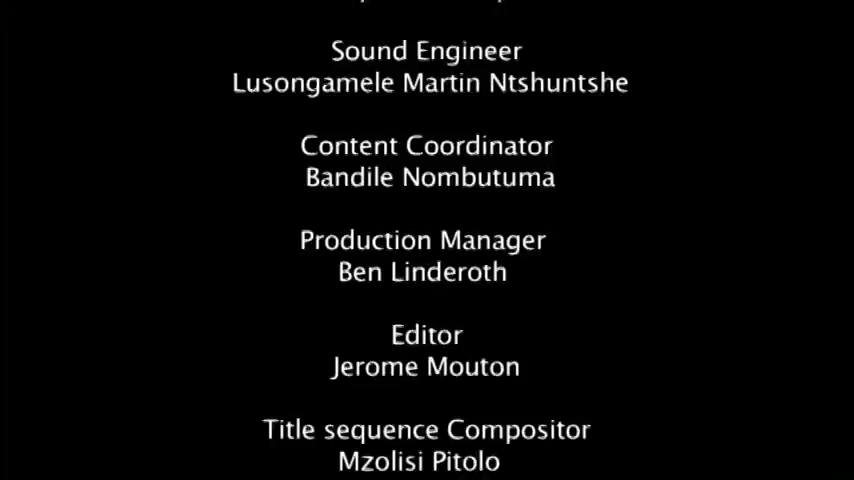 Sound Engineer
Lusongamele Martin Ntshuntshe
Content Coordinator
Bandile Nombutuma
Production Manager
Ben Linderoth
Editor
Jerome Mouton
Title sequence Compositor
Mzolisi Pitolo